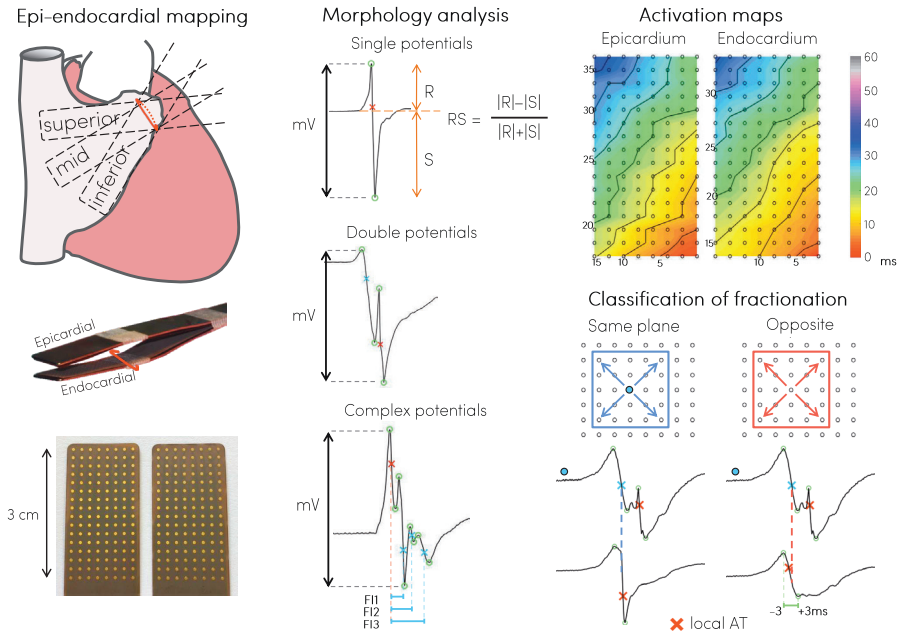 Epi-endocardial mapping
superior
mid
inferior
Epicardial
Endocardial
3 cm
Morphology analysis
Single potentials
mV
R
S
RS = |R|-|S|
|R|+|S|
Double potentials
mV
Complex potentials
mV
FI1
FI2
FI3
Activation maps
Epicardium
Endocardium
35
30
25
20
15
10
5
30
25
20
15
10
5
60
50
40
30
20
10
0
ms
Classification of fractionation
Same plane
Opposite
-3
+3ms
local AT